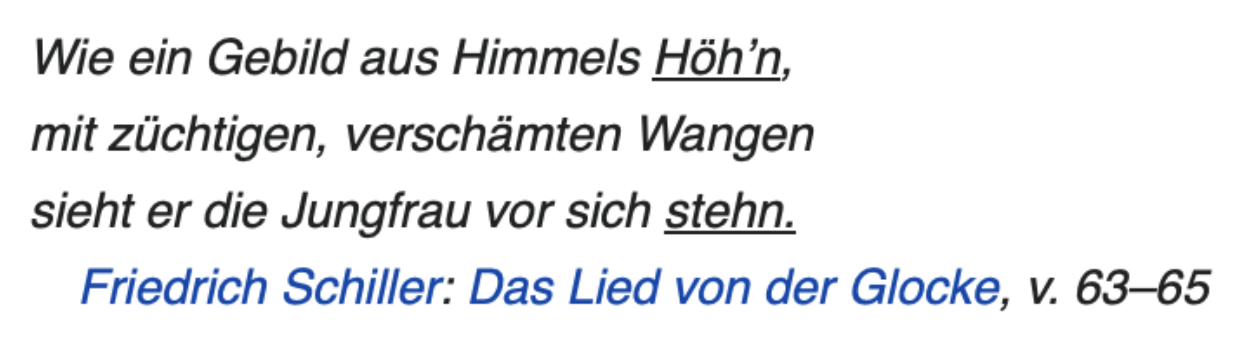 Wie ein Gebild aus Himmels Höh’n,
mit züchtigen, verschämten Wangen
sieht er die Jungfrau vor sich stehn.
Friedrich Schiller: Das Lied von der Glocke, v. 63–65